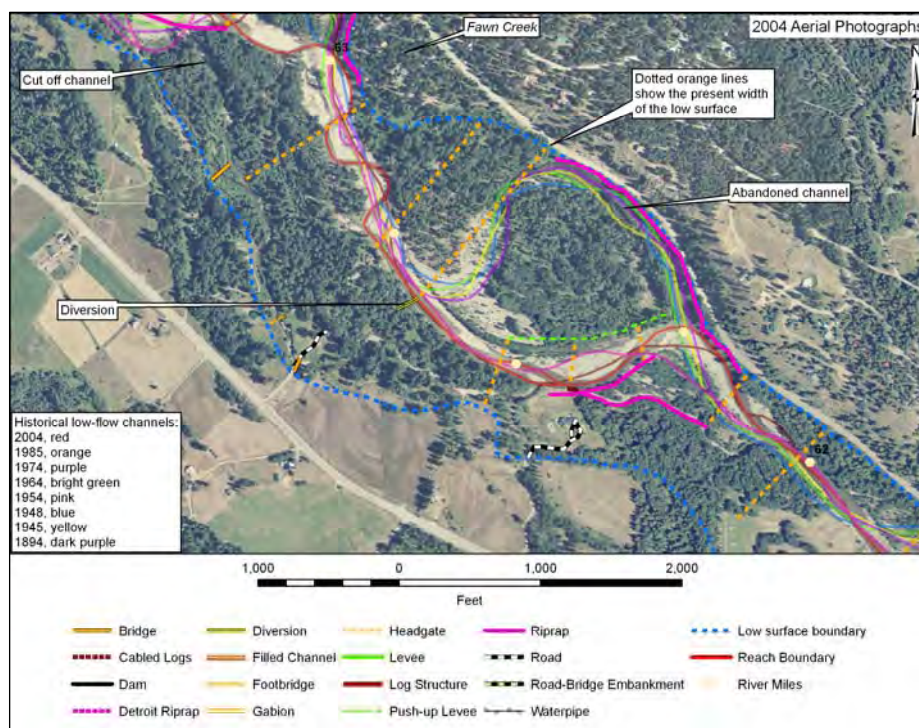 Fawn Creek
2004 Aerial Photographs
63
N
Cut off channel
Dotted orange lines
show the present width
of the low surface
Abandoned channel
Diversion
Historical low-flow channels:
2004, red
1985, orange
1974, purple
1964, bright green
1954, pink
1948, blue
1945, yellow
1894, dark purple
62
1,000 0 1,000 2,000
Feet
Bridge Diversion Headgate Riprap Low surface boundary
Cabled Logs Filled Channel Levee Road Reach Boundary
Dam Footbridge Log Structure Road-Bridge Embankment River Miles
Detroit Riprap Gabion Push-up Levee Waterpipe